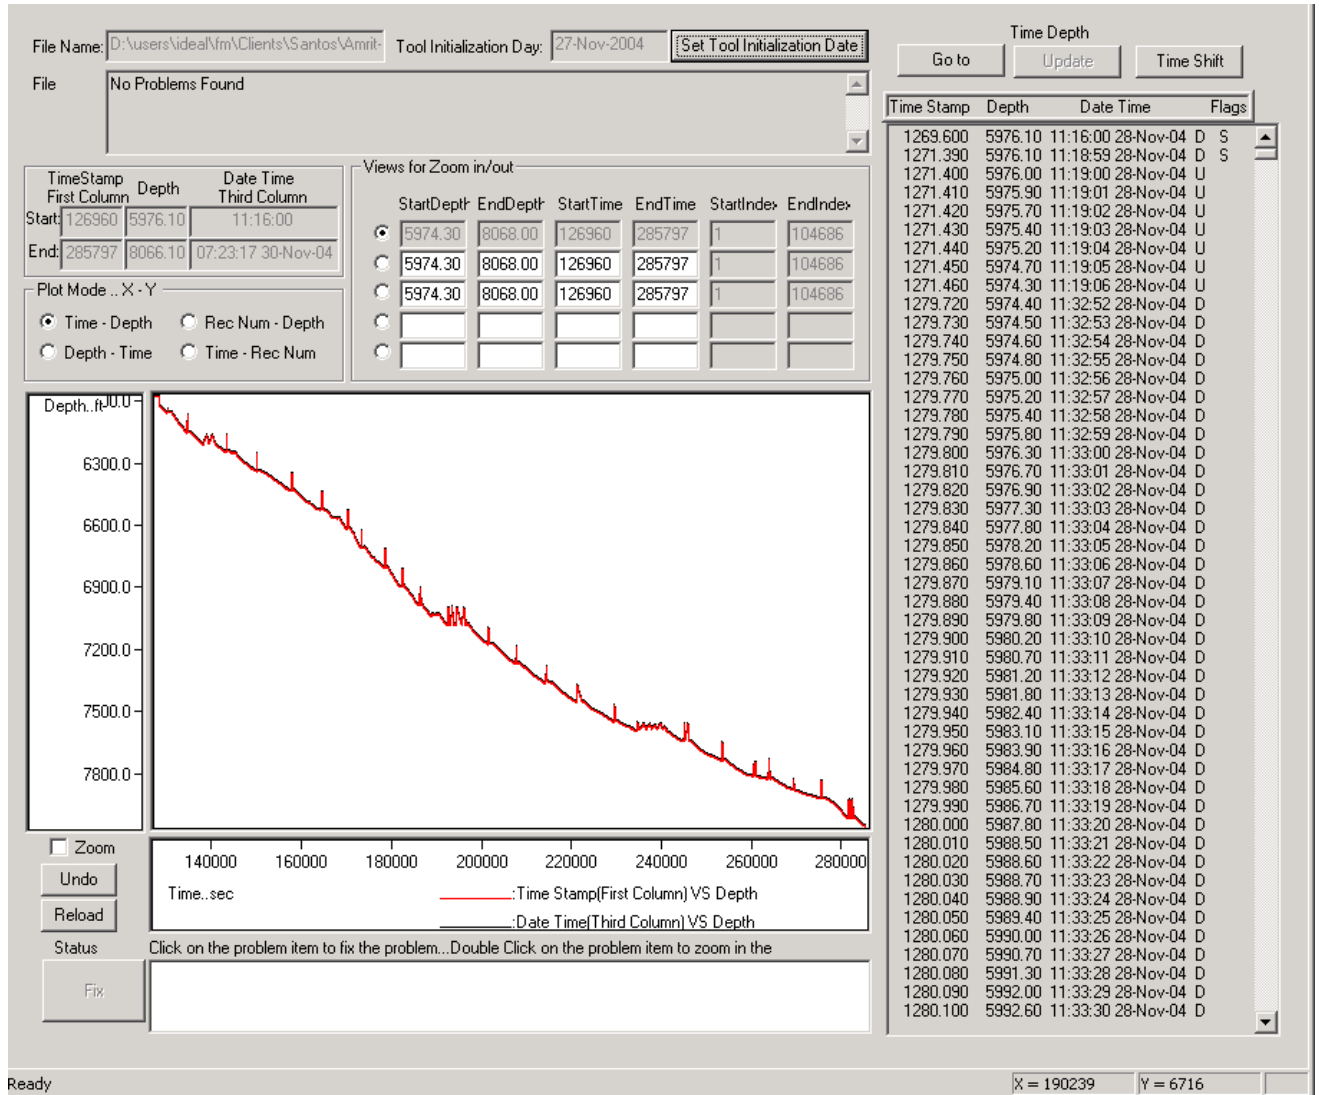 File Name: D:\users\ideal\fm\Clients\Santos\Amrit- Tool Initialization Day: 27-Nov-2004 Set Tool Initialization Date
File No Problems Found
TimeStamp First Column Depth Date Time Third Column
Start: 126960 5976.10 11:16:00
End: 285797 8066.10 07:23:17 30-Nov-04
Plot Mode .. X - Y
Time - Depth Rec Num - Depth
Depth - Time Time - Rec Num
Views for Zoom in/out
StartDepth EndDepth StartTime EndTime StartIndex EndIndex
5974.30 8068.00 126960 285797 1 104686
5974.30 8068.00 126960 285797 1 104686
5974.30 8068.00 126960 285797 1 104686
Depth..ft
6300.0
6600.0
6900.0
7200.0
7500.0
7800.0
Zoom
Undo
Reload
140000 160000 180000 200000 220000 240000 260000 280000
Time..sec
:Time Stamp(First Column) VS Depth
:Date Time(Third Column) VS Depth
Status Click on the problem item to fix the problem...Double Click on the problem item to zoom in the
Fix
Time Depth
Go to Update Time Shift
Time Stamp Depth Date Time Flags
1269.600 5976.10 11:16:00 28-Nov-04 D S
1271.390 5976.10 11:18:59 28-Nov-04 D S
1271.400 5976.00 11:19:00 28-Nov-04 U
1271.410 5975.90 11:19:01 28-Nov-04 U
1271.420 5975.70 11:19:02 28-Nov-04 U
1271.430 5975.40 11:19:03 28-Nov-04 U
1271.440 5975.20 11:19:04 28-Nov-04 U
1271.450 5974.70 11:19:05 28-Nov-04 U
1271.460 5974.30 11:19:06 28-Nov-04 U
1279.720 5974.40 11:32:52 28-Nov-04 D
1279.730 5974.50 11:32:53 28-Nov-04 D
1279.740 5974.60 11:32:54 28-Nov-04 D
1279.750 5974.80 11:32:55 28-Nov-04 D
1279.760 5975.00 11:32:56 28-Nov-04 D
1279.770 5975.20 11:32:57 28-Nov-04 D
1279.780 5975.40 11:32:58 28-Nov-04 D
1279.790 5975.80 11:32:59 28-Nov-04 D
1279.800 5976.30 11:33:00 28-Nov-04 D
1279.810 5976.70 11:33:01 28-Nov-04 D
1279.820 5976.90 11:33:02 28-Nov-04 D
1279.830 5977.30 11:33:03 28-Nov-04 D
1279.840 5977.80 11:33:04 28-Nov-04 D
1279.850 5978.20 11:33:05 28-Nov-04 D
1279.860 5978.60 11:33:06 28-Nov-04 D
1279.870 5979.10 11:33:07 28-Nov-04 D
1279.880 5979.40 11:33:08 28-Nov-04 D
1279.890 5979.80 11:33:09 28-Nov-04 D
1279.900 5980.20 11:33:10 28-Nov-04 D
1279.910 5980.70 11:33:11 28-Nov-04 D
1279.920 5981.20 11:33:12 28-Nov-04 D
1279.930 5981.80 11:33:13 28-Nov-04 D
1279.940 5982.40 11:33:14 28-Nov-04 D
1279.950 5983.10 11:33:15 28-Nov-04 D
1279.960 5983.90 11:33:16 28-Nov-04 D
1279.970 5984.80 11:33:17 28-Nov-04 D
1279.980 5985.60 11:33:18 28-Nov-04 D
1279.990 5986.70 11:33:19 28-Nov-04 D
1280.000 5987.80 11:33:20 28-Nov-04 D
1280.010 5988.50 11:33:21 28-Nov-04 D
1280.020 5988.60 11:33:22 28-Nov-04 D
1280.030 5988.70 11:33:23 28-Nov-04 D
1280.040 5988.90 11:33:24 28-Nov-04 D
1280.050 5989.40 11:33:25 28-Nov-04 D
1280.060 5990.00 11:33:26 28-Nov-04 D
1280.070 5990.70 11:33:27 28-Nov-04 D
1280.080 5991.30 11:33:28 28-Nov-04 D
1280.090 5992.00 11:33:29 28-Nov-04 D
1280.100 5992.60 11:33:30 28-Nov-04 D
Ready X = 190239 Y = 6716